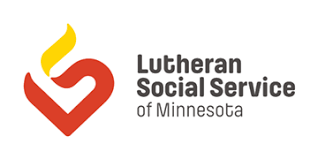 Lutheran
Social Service
of Minnesota